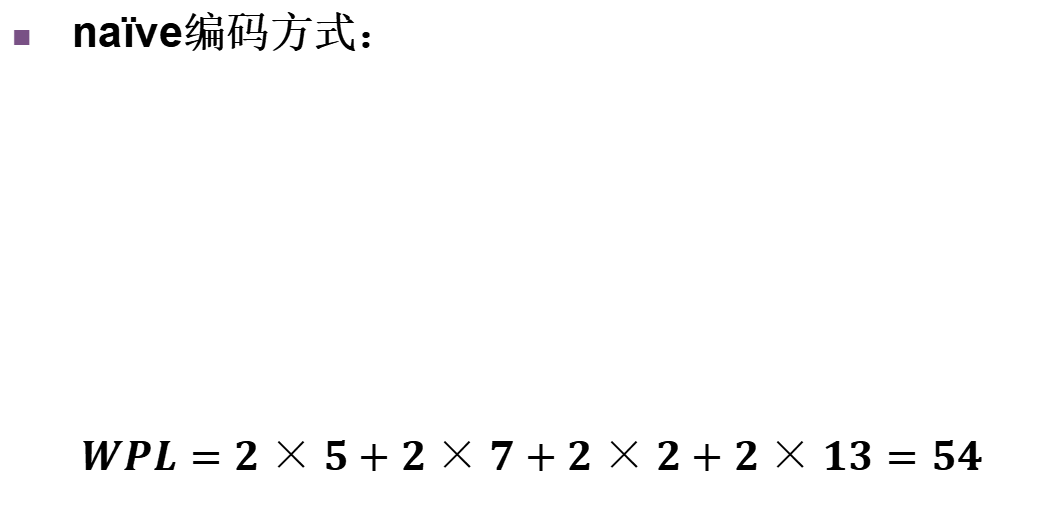 naïve编码方式：
WPL = 2 × 5 + 2 × 7 + 2 × 2 + 2 × 13 = 54